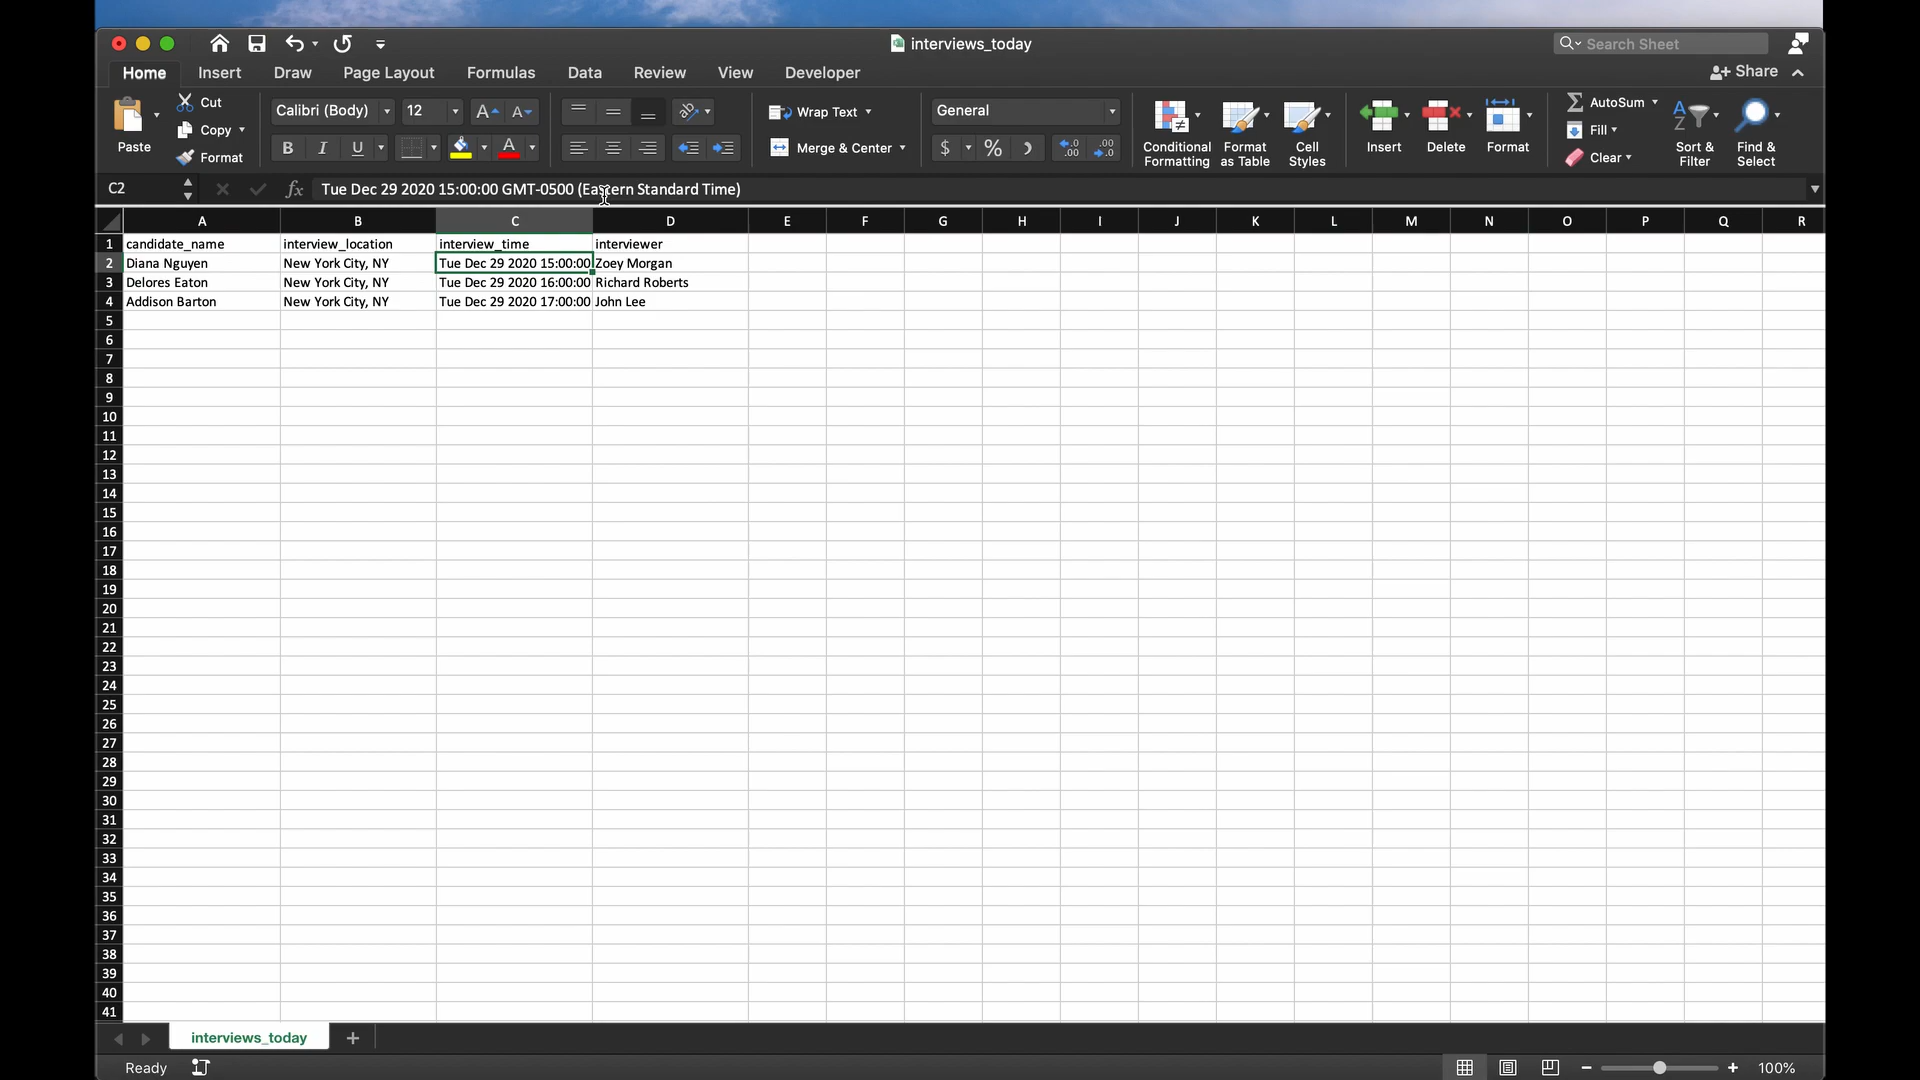 interviews_today
Search Sheet
Home Insert Draw Page Layout Formulas Data Review View Developer
Share
Paste
Cut
Copy
Format
Calibri (Body) 12
A A
B I U A
Wrap Text
Merge & Center
General
$ %
Conditional Formatting
Format as Table
Cell Styles
Insert
Delete
Format
AutoSum
Fill
Clear
Sort & Filter
Find & Select
C2 fx Tue Dec 29 2020 15:00:00 GMT-0500 (Eastern Standard Time)
A B C D E F G H I J K L M N O P Q R
1 candidate_name interview_location interview_time interviewer
2 Diana Nguyen New York City, NY Tue Dec 29 2020 15:00:00 Zoey Morgan
3 Delores Eaton New York City, NY Tue Dec 29 2020 16:00:00 Richard Roberts
4 Addison Barton New York City, NY Tue Dec 29 2020 17:00:00 John Lee
5
6
7
8
9
10
11
12
13
14
15
16
17
18
19
20
21
22
23
24
25
26
27
28
29
30
31
32
33
34
35
36
37
38
39
40
41
interviews_today
Ready
100%